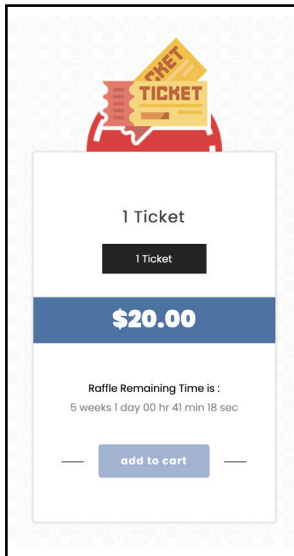 TICKET
TICKET
1 Ticket
1 Ticket
$20.00
Raffle Remaining Time is :
5 weeks 1 day 00 hr 41 min 18 sec
add to cart